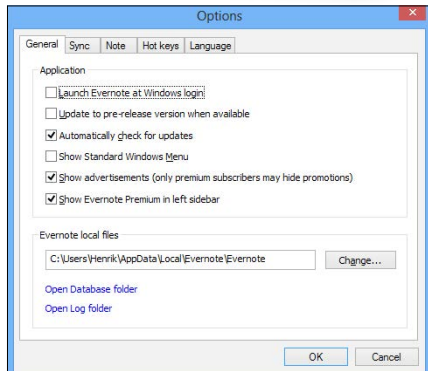 Options
General Sync Note Hot keys Language
Application
Launch Evernote at Windows login
Update to pre-release version when available
Automatically check for updates
Show Standard Windows Menu
Show advertisements (only premium subscribers may hide promotions)
Show Evernote Premium in left sidebar
Evernote local files
C:\Users\Henrik\AppData\Local\Evernote\Evernote Change...
Open Database folder
Open Log folder
OK Cancel